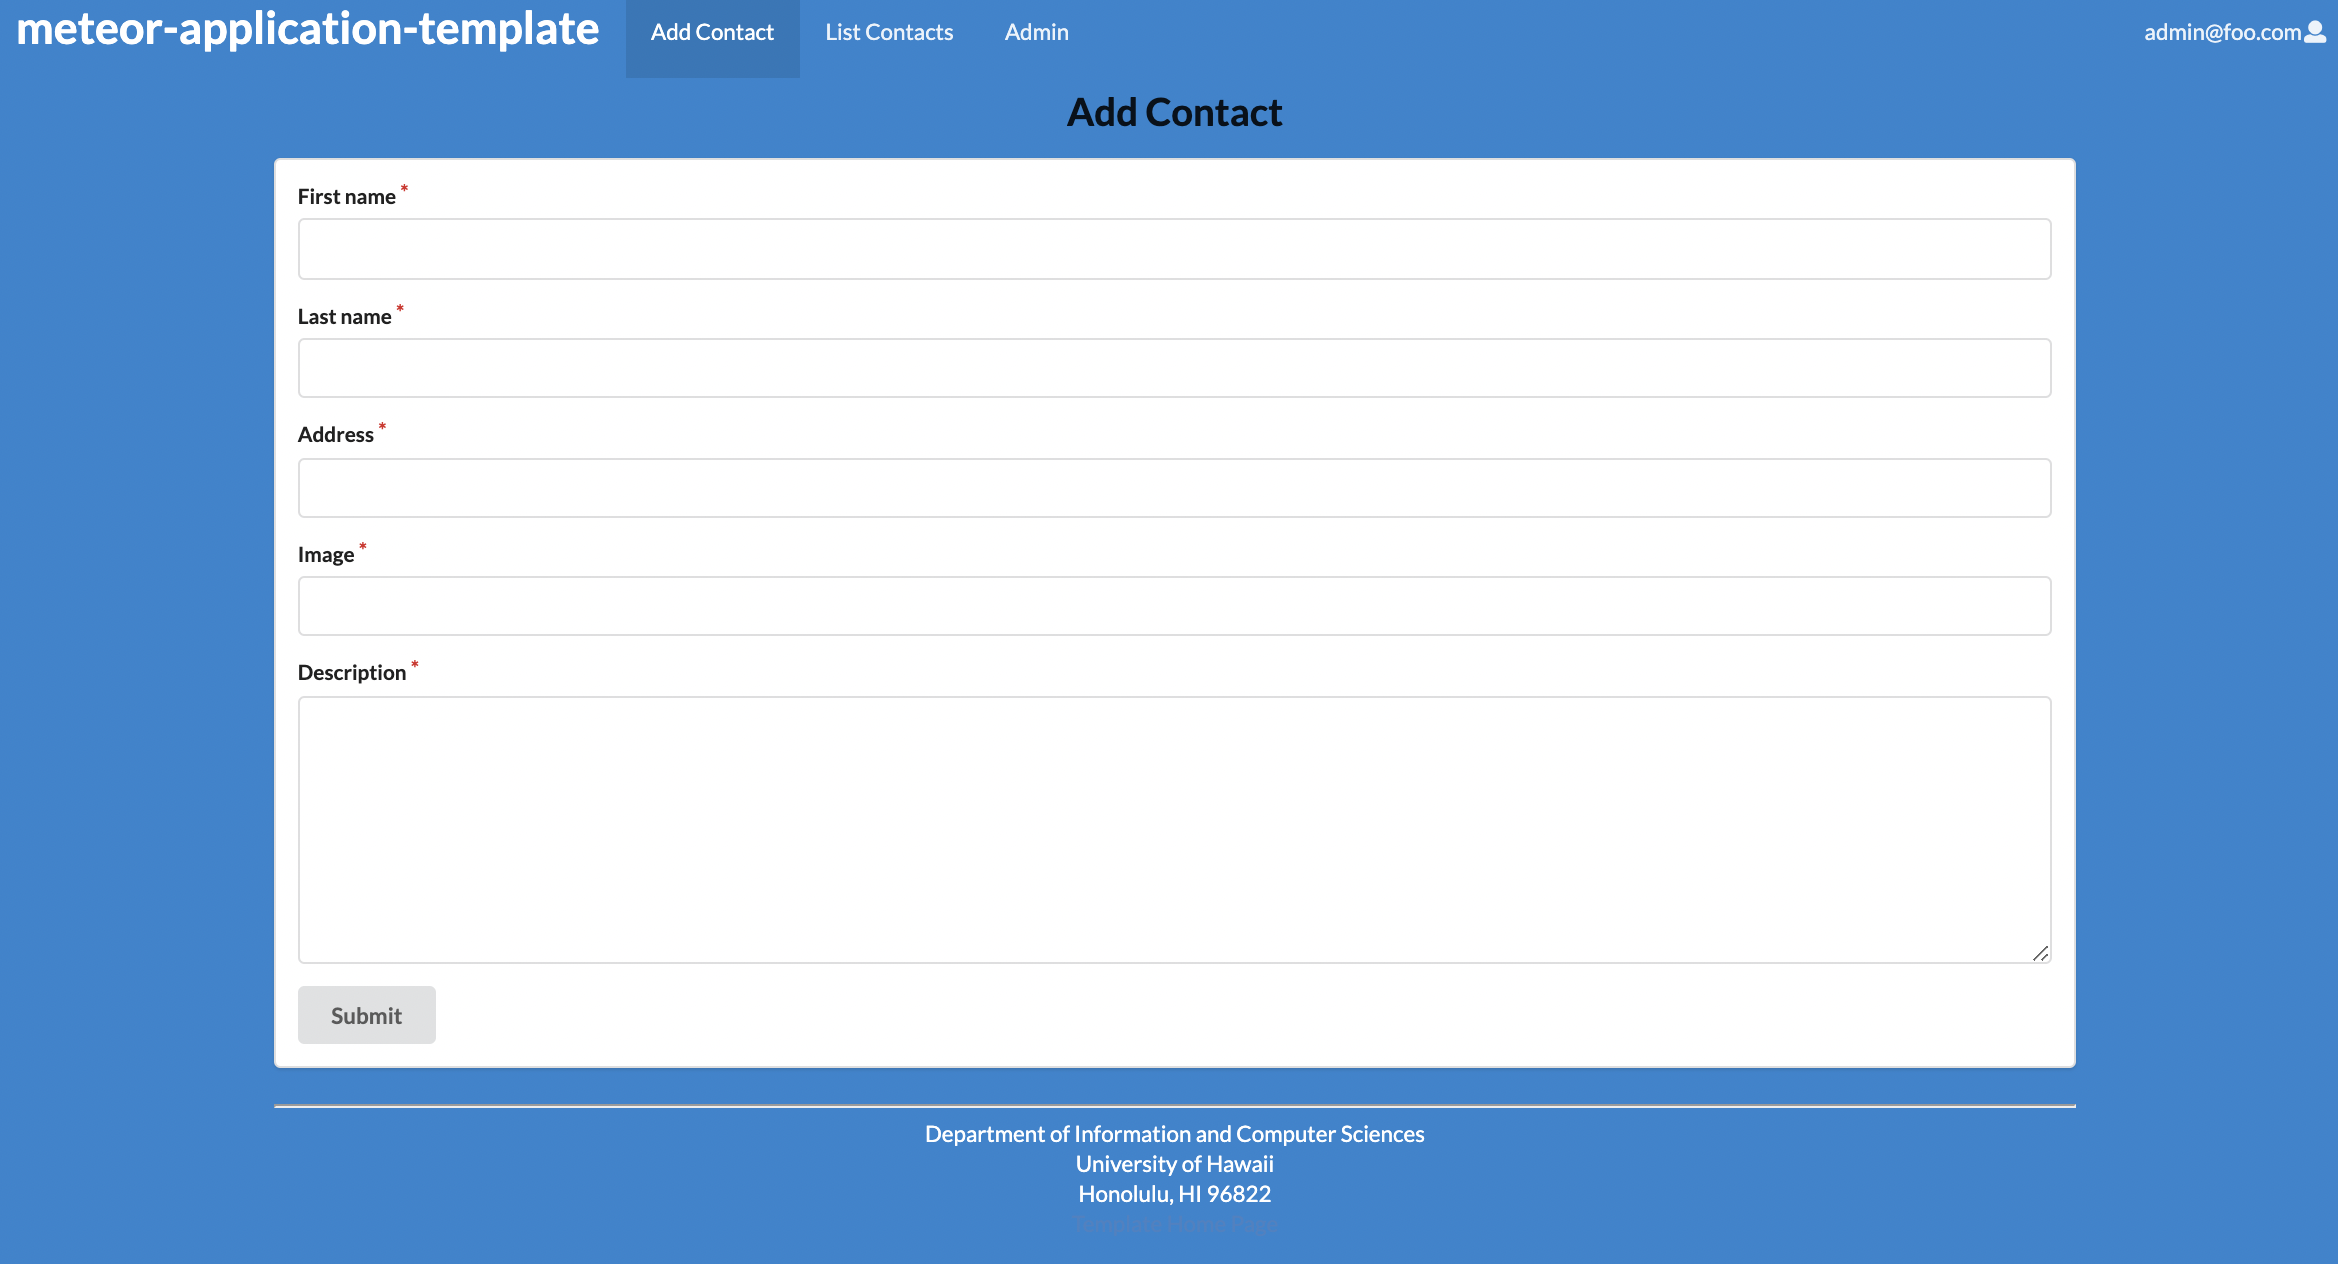 meteor-application-template Add Contact List Contacts Admin admin@foo.com
Add Contact
First name *
Last name *
Address *
Image *
Description *
Submit
Department of Information and Computer Sciences
University of Hawaii
Honolulu, HI 96822
Template Home Page